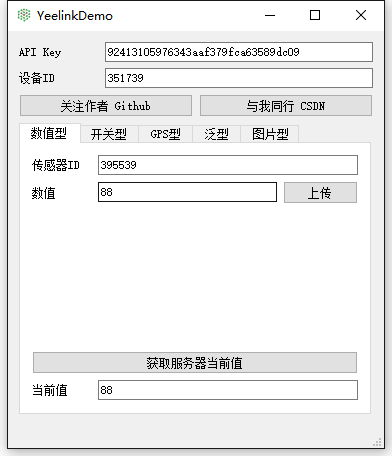 YeelinkDemo
API Key 92413105976343aaf379fca63589dc09
设备ID 351739
关注作者 Github 与我同行 CSDN
数值型 开关型 GPS型 泛型 图片型
传感器ID 395539
数值 88 上传
获取服务器当前值
当前值 88